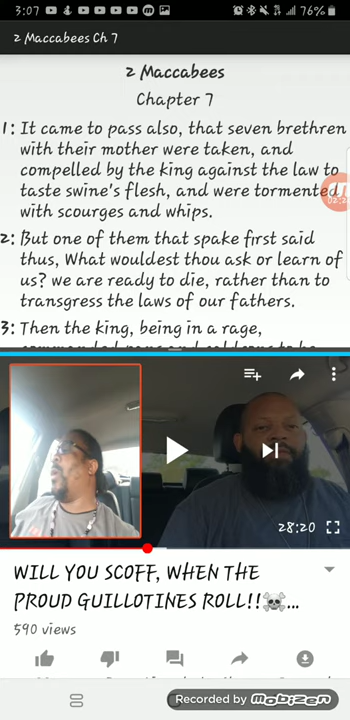 3:07
76%
2 Maccabees Ch 7
2 Maccabees
Chapter 7
1: It came to pass also, that seven brethren
with their mother were taken, and
compelled by the king against the law to
taste swine's flesh, and were tormented
with scourges and whips.
2: But one of them that spake first said
thus, What wouldest thou ask or learn of
us? we are ready to die, rather than to
transgress the laws of our fathers.
3: Then the king, being in a rage,
28:20
WILL YOU SCOFF, WHEN THE
PROUD GUILLOTINES ROLL!!☠...
590 views
Recorded by mobizen